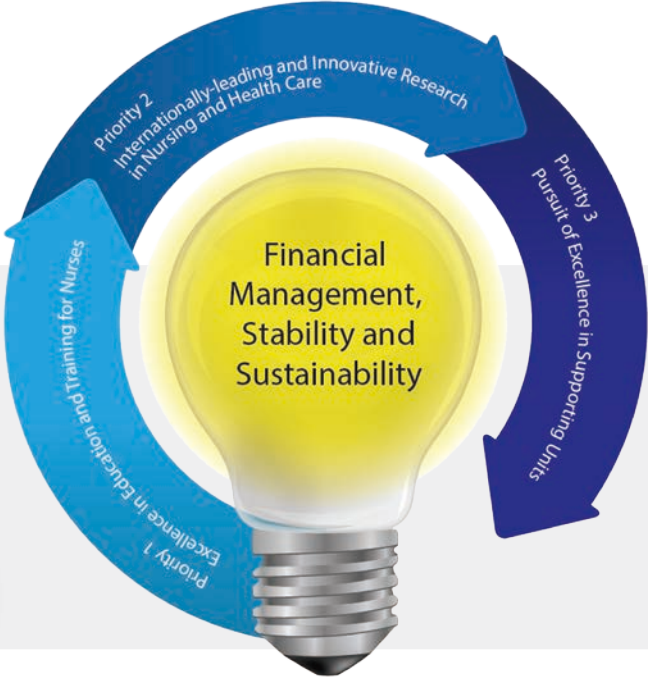 Priority 1
Excellence in Education and Training for Nurses
Priority 2
Internationally-leading and Innovative Research
in Nursing and Health Care
Priority 3
Pursuit of Excellence in Supporting Units
Financial
Management,
Stability and
Sustainability